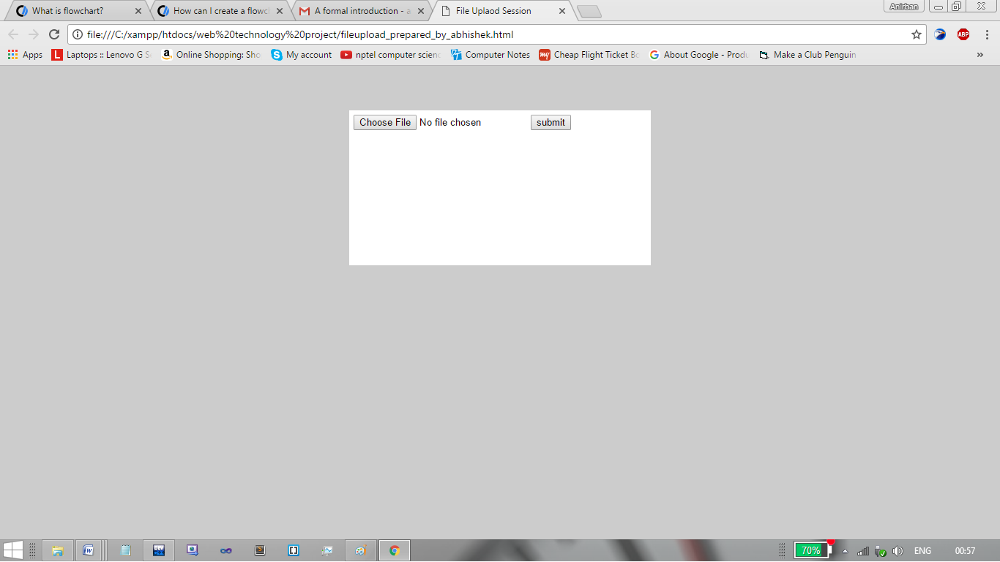 What is flowchart?
How can I create a flowc
A formal introduction - a
File Uplaod Session
Anirban
file:///C:/xampp/htdocs/web%20technology%20project/fileupload_prepared_by_abhishek.html
ABP
Apps
L Laptops :: Lenovo G S
a Online Shopping: Sho
S My account
nptel computer scienc
Computer Notes
my Cheap Flight Ticket Bo
G About Google - Produ
Make a Club Penguin
»
Choose File No file chosen submit
70%
ENG
00:57